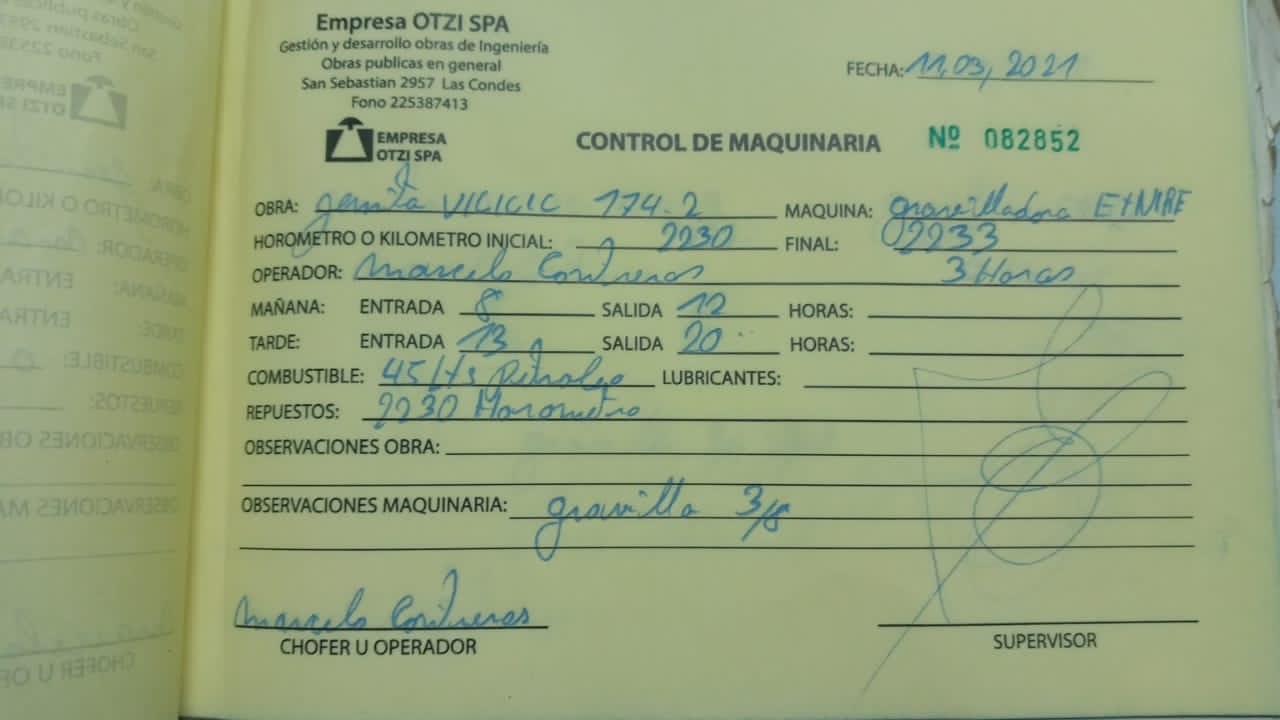 Empresa OTZI SPA
Gestión y desarrollo obras de Ingeniería
Obras publicas en general
San Sebastian 2957 Las Condes
Fono 225387413
FECHA: 11,03, 2021
EMPRESA
OTZI SPA
CONTROL DE MAQUINARIA Nº 082852
OBRA: 174.2 MAQUINA: gravilladora
HOROMETRO O KILOMETRO INICIAL: 2230 FINAL: 2233
OPERADOR: Marcelo Contreras 3 Horas
MAÑANA: ENTRADA 8 SALIDA 12 HORAS:
TARDE: ENTRADA 13 SALIDA 20 HORAS:
COMBUSTIBLE: 45 lts Petroleo LUBRICANTES:
REPUESTOS: 2230 Horometro
OBSERVACIONES OBRA:
OBSERVACIONES MAQUINARIA: gravilla 3/8
Marcelo Contreras
CHOFER U OPERADOR
SUPERVISOR